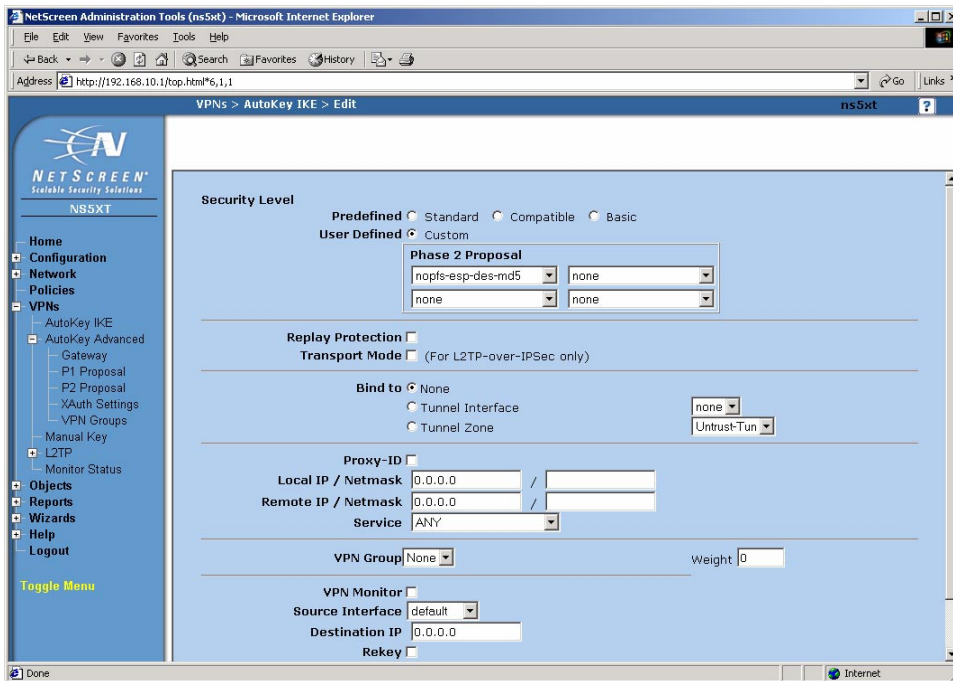 NetScreen Administration Tools (ns5xt) - Microsoft Internet Explorer
File Edit View Favorites Tools Help
Back Search Favorites History
Address http://192.168.10.1/top.html*6,1,1 Go Links
VPNs > AutoKey IKE > Edit ns5xt ?
N
NETSCREEN
Scalable Security Solutions
NS5XT
Home
Configuration
Network
Policies
VPNs
AutoKey IKE
AutoKey Advanced
Gateway
P1 Proposal
P2 Proposal
XAuth Settings
VPN Groups
Manual Key
L2TP
Monitor Status
Objects
Reports
Wizards
Help
Logout
Toggle Menu
Security Level
Predefined Standard Compatible Basic
User Defined Custom
Phase 2 Proposal
nopfs-esp-des-md5 none
none none
Replay Protection
Transport Mode (For L2TP-over-IPSec only)
Bind to None
Tunnel Interface none
Tunnel Zone Untrust-Tun
Proxy-ID
Local IP / Netmask 0.0.0.0 /
Remote IP / Netmask 0.0.0.0 /
Service ANY
VPN Group None Weight 0
VPN Monitor
Source Interface default
Destination IP 0.0.0.0
Rekey
Done Internet